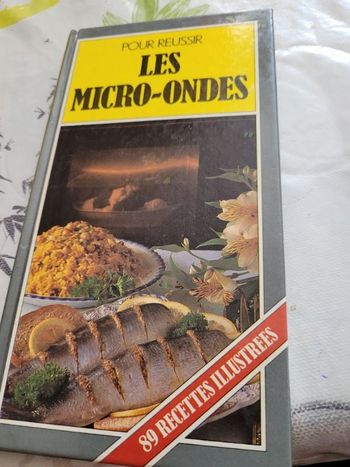 POUR REUSSIR
LES
MICRO-ONDES
89 RECETTES ILLUSTREES